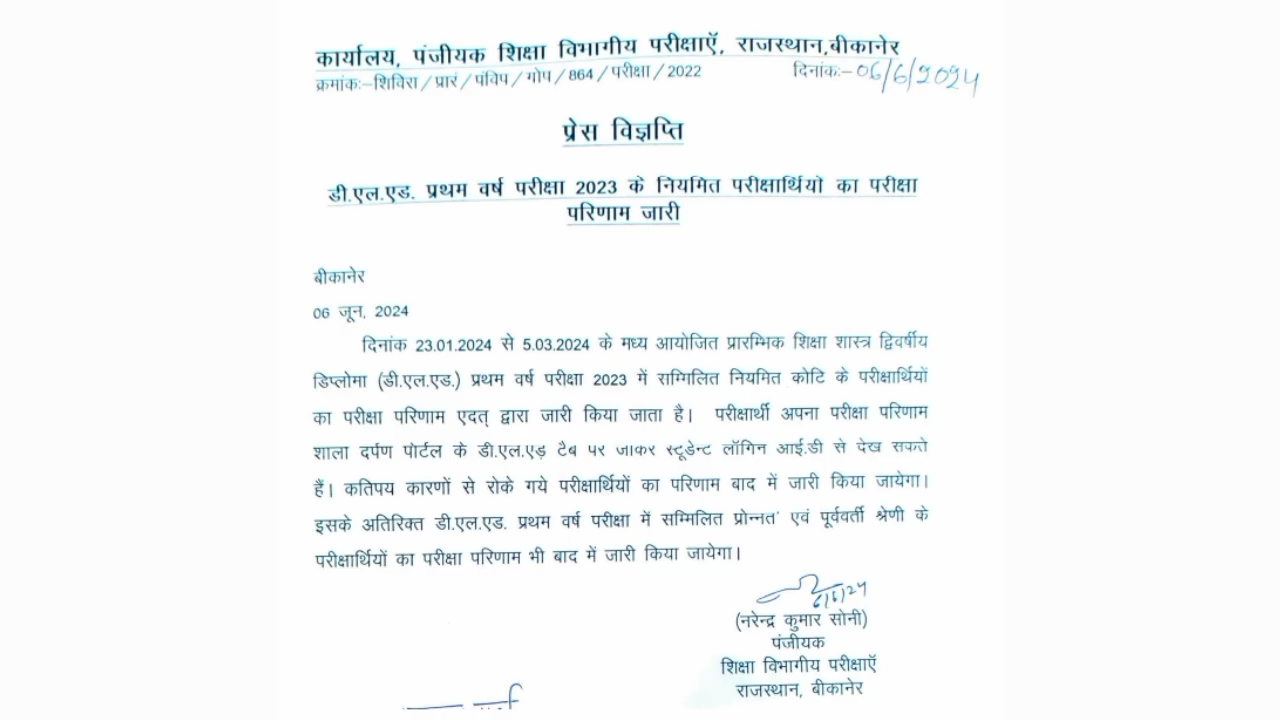 कार्यालय, पंजीयक शिक्षा विभागीय परीक्षाऍ, राजस्थान,बीकानेर
क्रमांकः–शिविरा/प्रारं/पंविप/गोप/864/परीक्षा/2022 दिनांकः–06/6/2024
प्रेस विज्ञप्ति
डी.एल.एड. प्रथम वर्ष परीक्षा 2023 के नियमित परीक्षार्थियो का परीक्षा
परिणाम जारी
बीकानेर
06 जून, 2024
दिनांक 23.01.2024 से 5.03.2024 के मध्य आयोजित प्रारम्भिक शिक्षा शास्त्र द्विवर्षीय
डिप्लोमा (डी.एल.एड.) प्रथम वर्ष परीक्षा 2023 में सम्मिलित नियमित कोटि के परीक्षार्थियों
का परीक्षा परिणाम एदत् द्वारा जारी किया जाता है। परीक्षार्थी अपना परीक्षा परिणाम
शाला दर्पण पोर्टल के डी.एल.एड़ टैब पर जाकर स्टूडेन्ट लॉगिन आई.डी से देख सकते
हैं। कतिपय कारणों से रोके गये परीक्षार्थियों का परिणाम बाद में जारी किया जायेगा।
इसके अतिरिक्त डी.एल.एड. प्रथम वर्ष परीक्षा में सम्मिलित प्रोन्नत' एवं पूर्ववर्ती श्रेणी के
परीक्षार्थियों का परीक्षा परिणाम भी बाद में जारी किया जायेगा।
6/6/24
(नरेन्द्र कुमार सोनी)
पंजीयक
शिक्षा विभागीय परीक्षाऍ
राजस्थान, बीकानेर